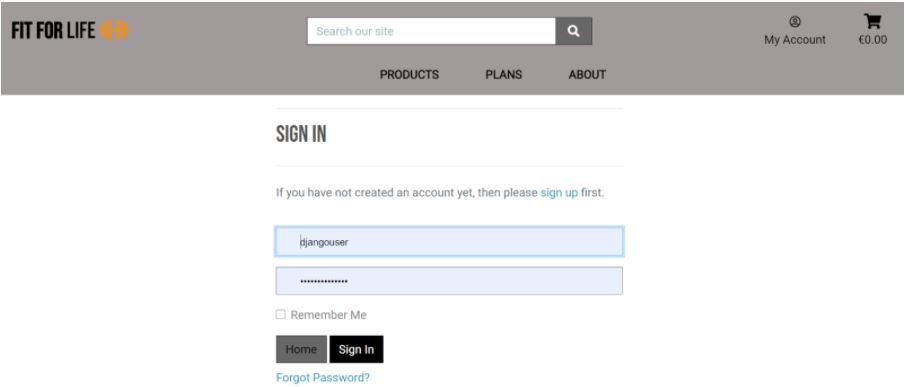 FIT FOR LIFE
Search our site
My Account
€0.00
PRODUCTS PLANS ABOUT
SIGN IN
If you have not created an account yet, then please sign up first.
djangouser
••••••••••••••
Remember Me
Home Sign In
Forgot Password?